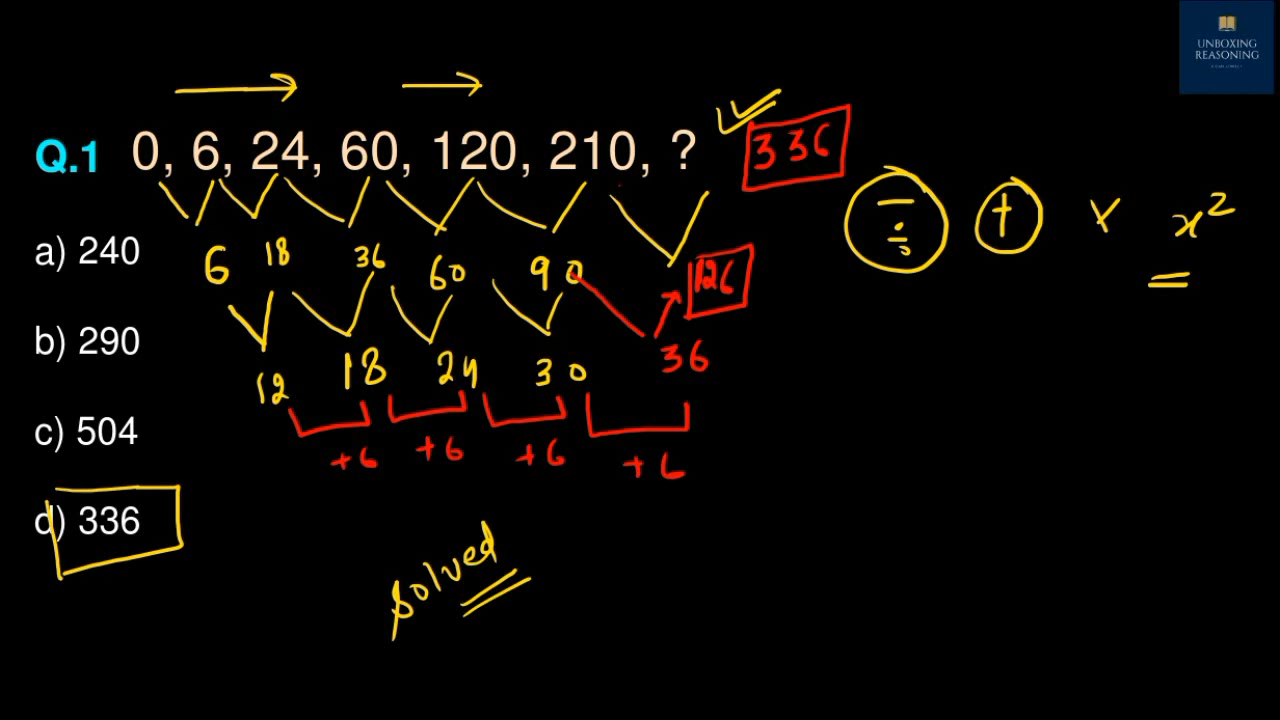 UNBOXING
REASONING
Q.1 0, 6, 24, 60, 120, 210, ? 336
÷ + × x²
a) 240
6 18 36 60 90 126
b) 290
12 18 24 30 36
c) 504
+6 +6 +6 +6
d) 336
Solved